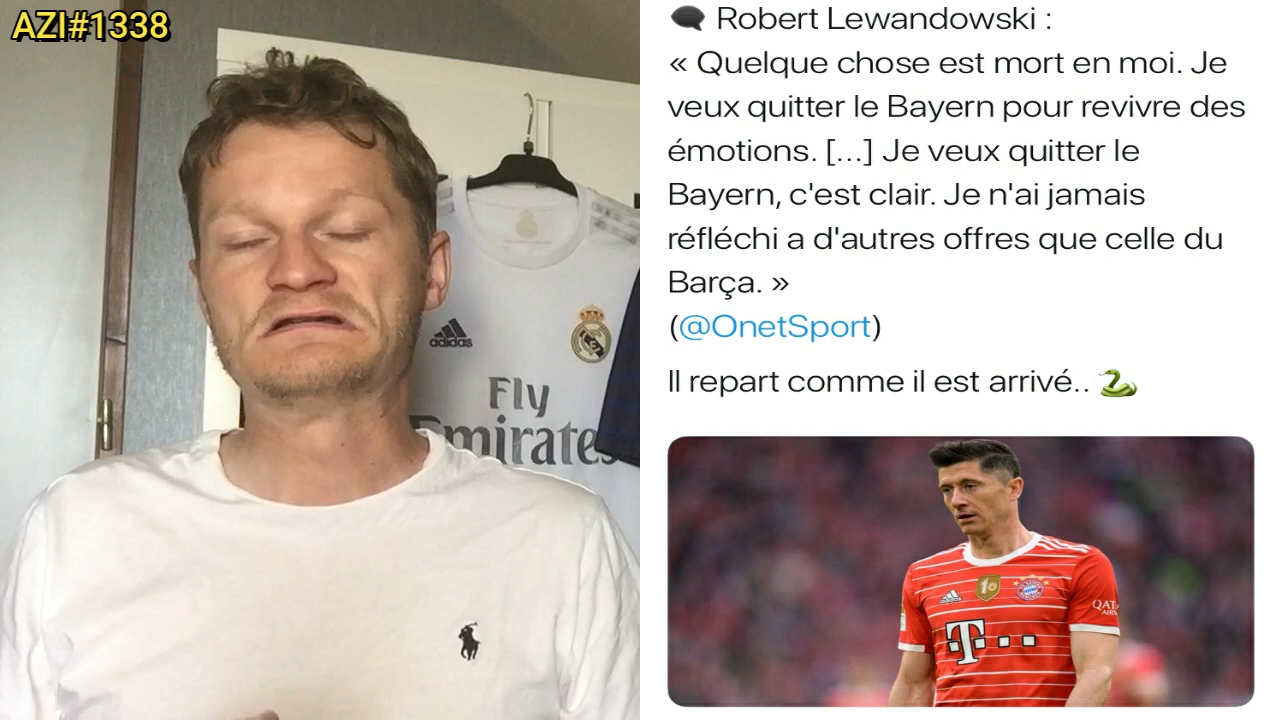 AZI#1338
adidas
Fly
Emirates
🗨 Robert Lewandowski :
« Quelque chose est mort en moi. Je
veux quitter le Bayern pour revivre des
émotions. [...] Je veux quitter le
Bayern, c'est clair. Je n'ai jamais
réfléchi a d'autres offres que celle du
Barça. »
(@OnetSport)
Il repart comme il est arrivé.. 🐍
10
T
QATAR